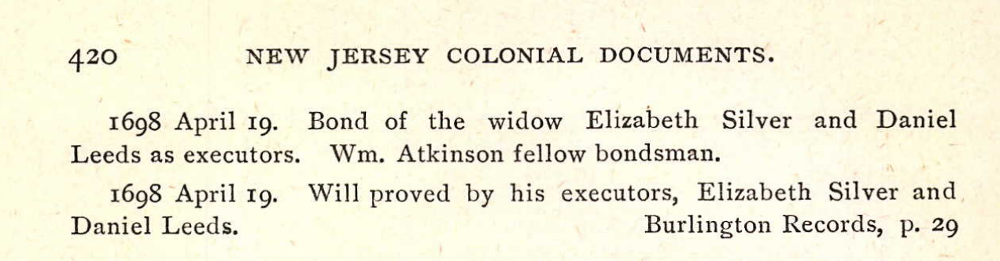 420 NEW JERSEY COLONIAL DOCUMENTS.
1698 April 19. Bond of the widow Elizabeth Silver and Daniel
Leeds as executors. Wm. Atkinson fellow bondsman.
1698 April 19. Will proved by his executors, Elizabeth Silver and
Daniel Leeds. Burlington Records, p. 29